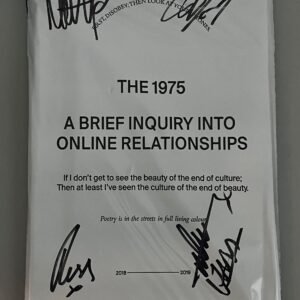 THE 1975
A BRIEF INQUIRY INTO
ONLINE RELATIONSHIPS
If I don't get to see the beauty of the end of culture;
Then at least I've seen the culture of the end of beauty.
Poetry is in the streets in full living colour
2018
2019